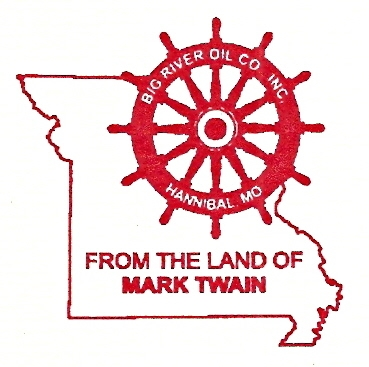 BIG RIVER OIL CO. INC
HANNIBAL, MO
FROM THE LAND OF
MARK TWAIN